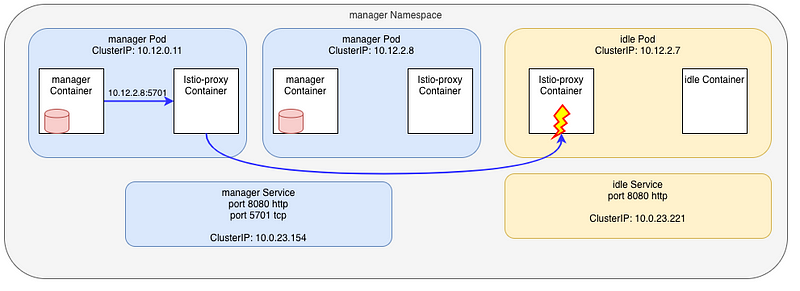 manager Namespace
manager Pod
ClusterIP: 10.12.0.11
manager
Container
10.12.2.8:5701
Istio-proxy
Container
manager Pod
ClusterIP: 10.12.2.8
manager
Container
Istio-proxy
Container
idle Pod
ClusterIP: 10.12.2.7
Istio-proxy
Container
idle Container
manager Service
port 8080 http
port 5701 tcp
ClusterIP: 10.0.23.154
idle Service
port 8080 http
ClusterIP: 10.0.23.221